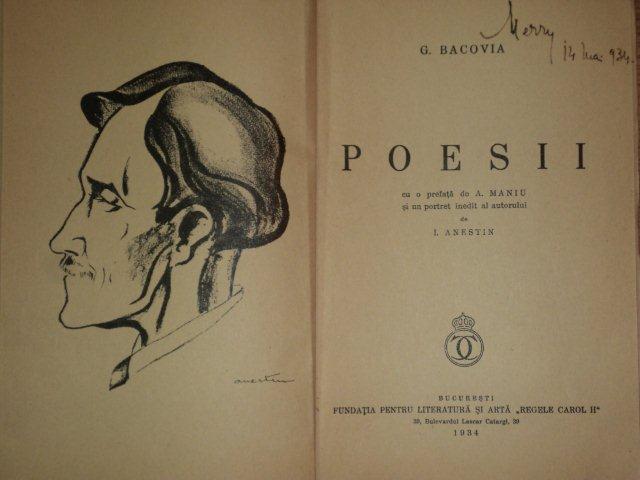 anestin
Merry
14 Mai 934.
G. BACOVIA
POESII
cu o prefață de A. MANIU
și un portret inedit al autorului
de
I. ANESTIN
BUCUREȘTI
FUNDAȚIA PENTRU LITERATURĂ ȘI ARTĂ „REGELE CAROL II“
39, Bulevardul Lascar Catargi, 39
1934